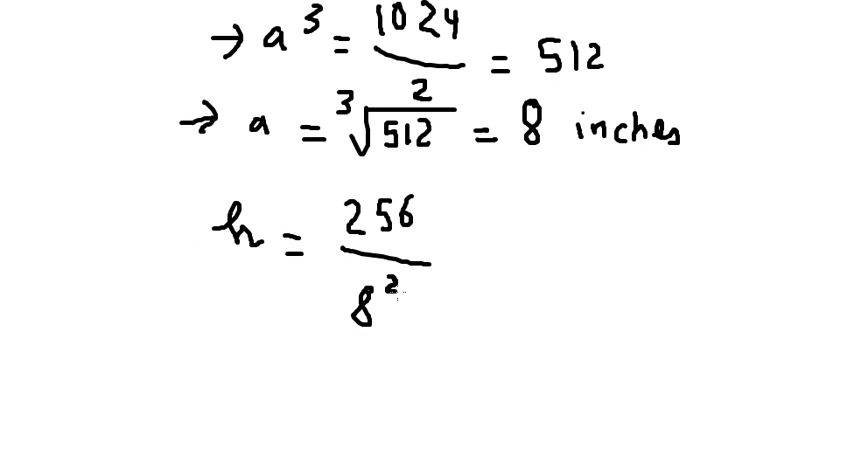 → a³ = 1024/2 = 512
→ a = ³√512 = 8 inches
h = 256/8²